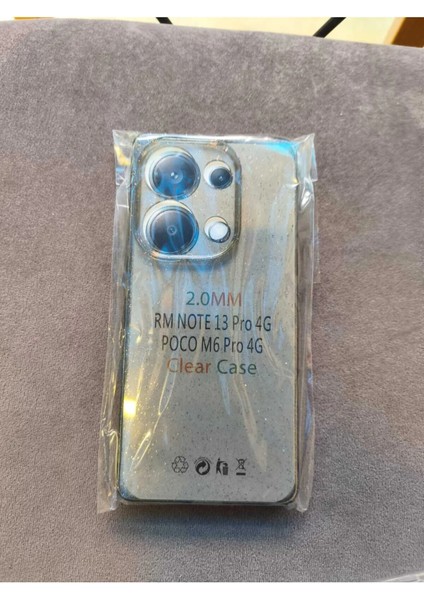 2.0MM
RM NOTE 13 Pro 4G
POCO M6 Pro 4G
Clear Case